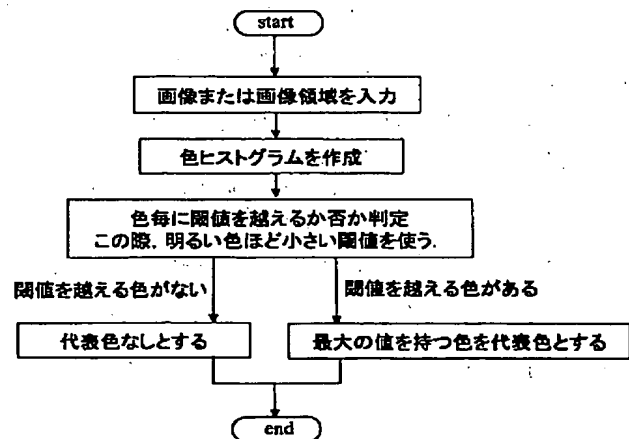 start
画像または画像領域を入力
色ヒストグラムを作成
色毎に閾値を越えるか否か判定
この際,明るい色ほど小さい閾値を使う.
閾値を越える色がない
閾値を越える色がある
代表色なしとする
最大の値を持つ色を代表色とする
end